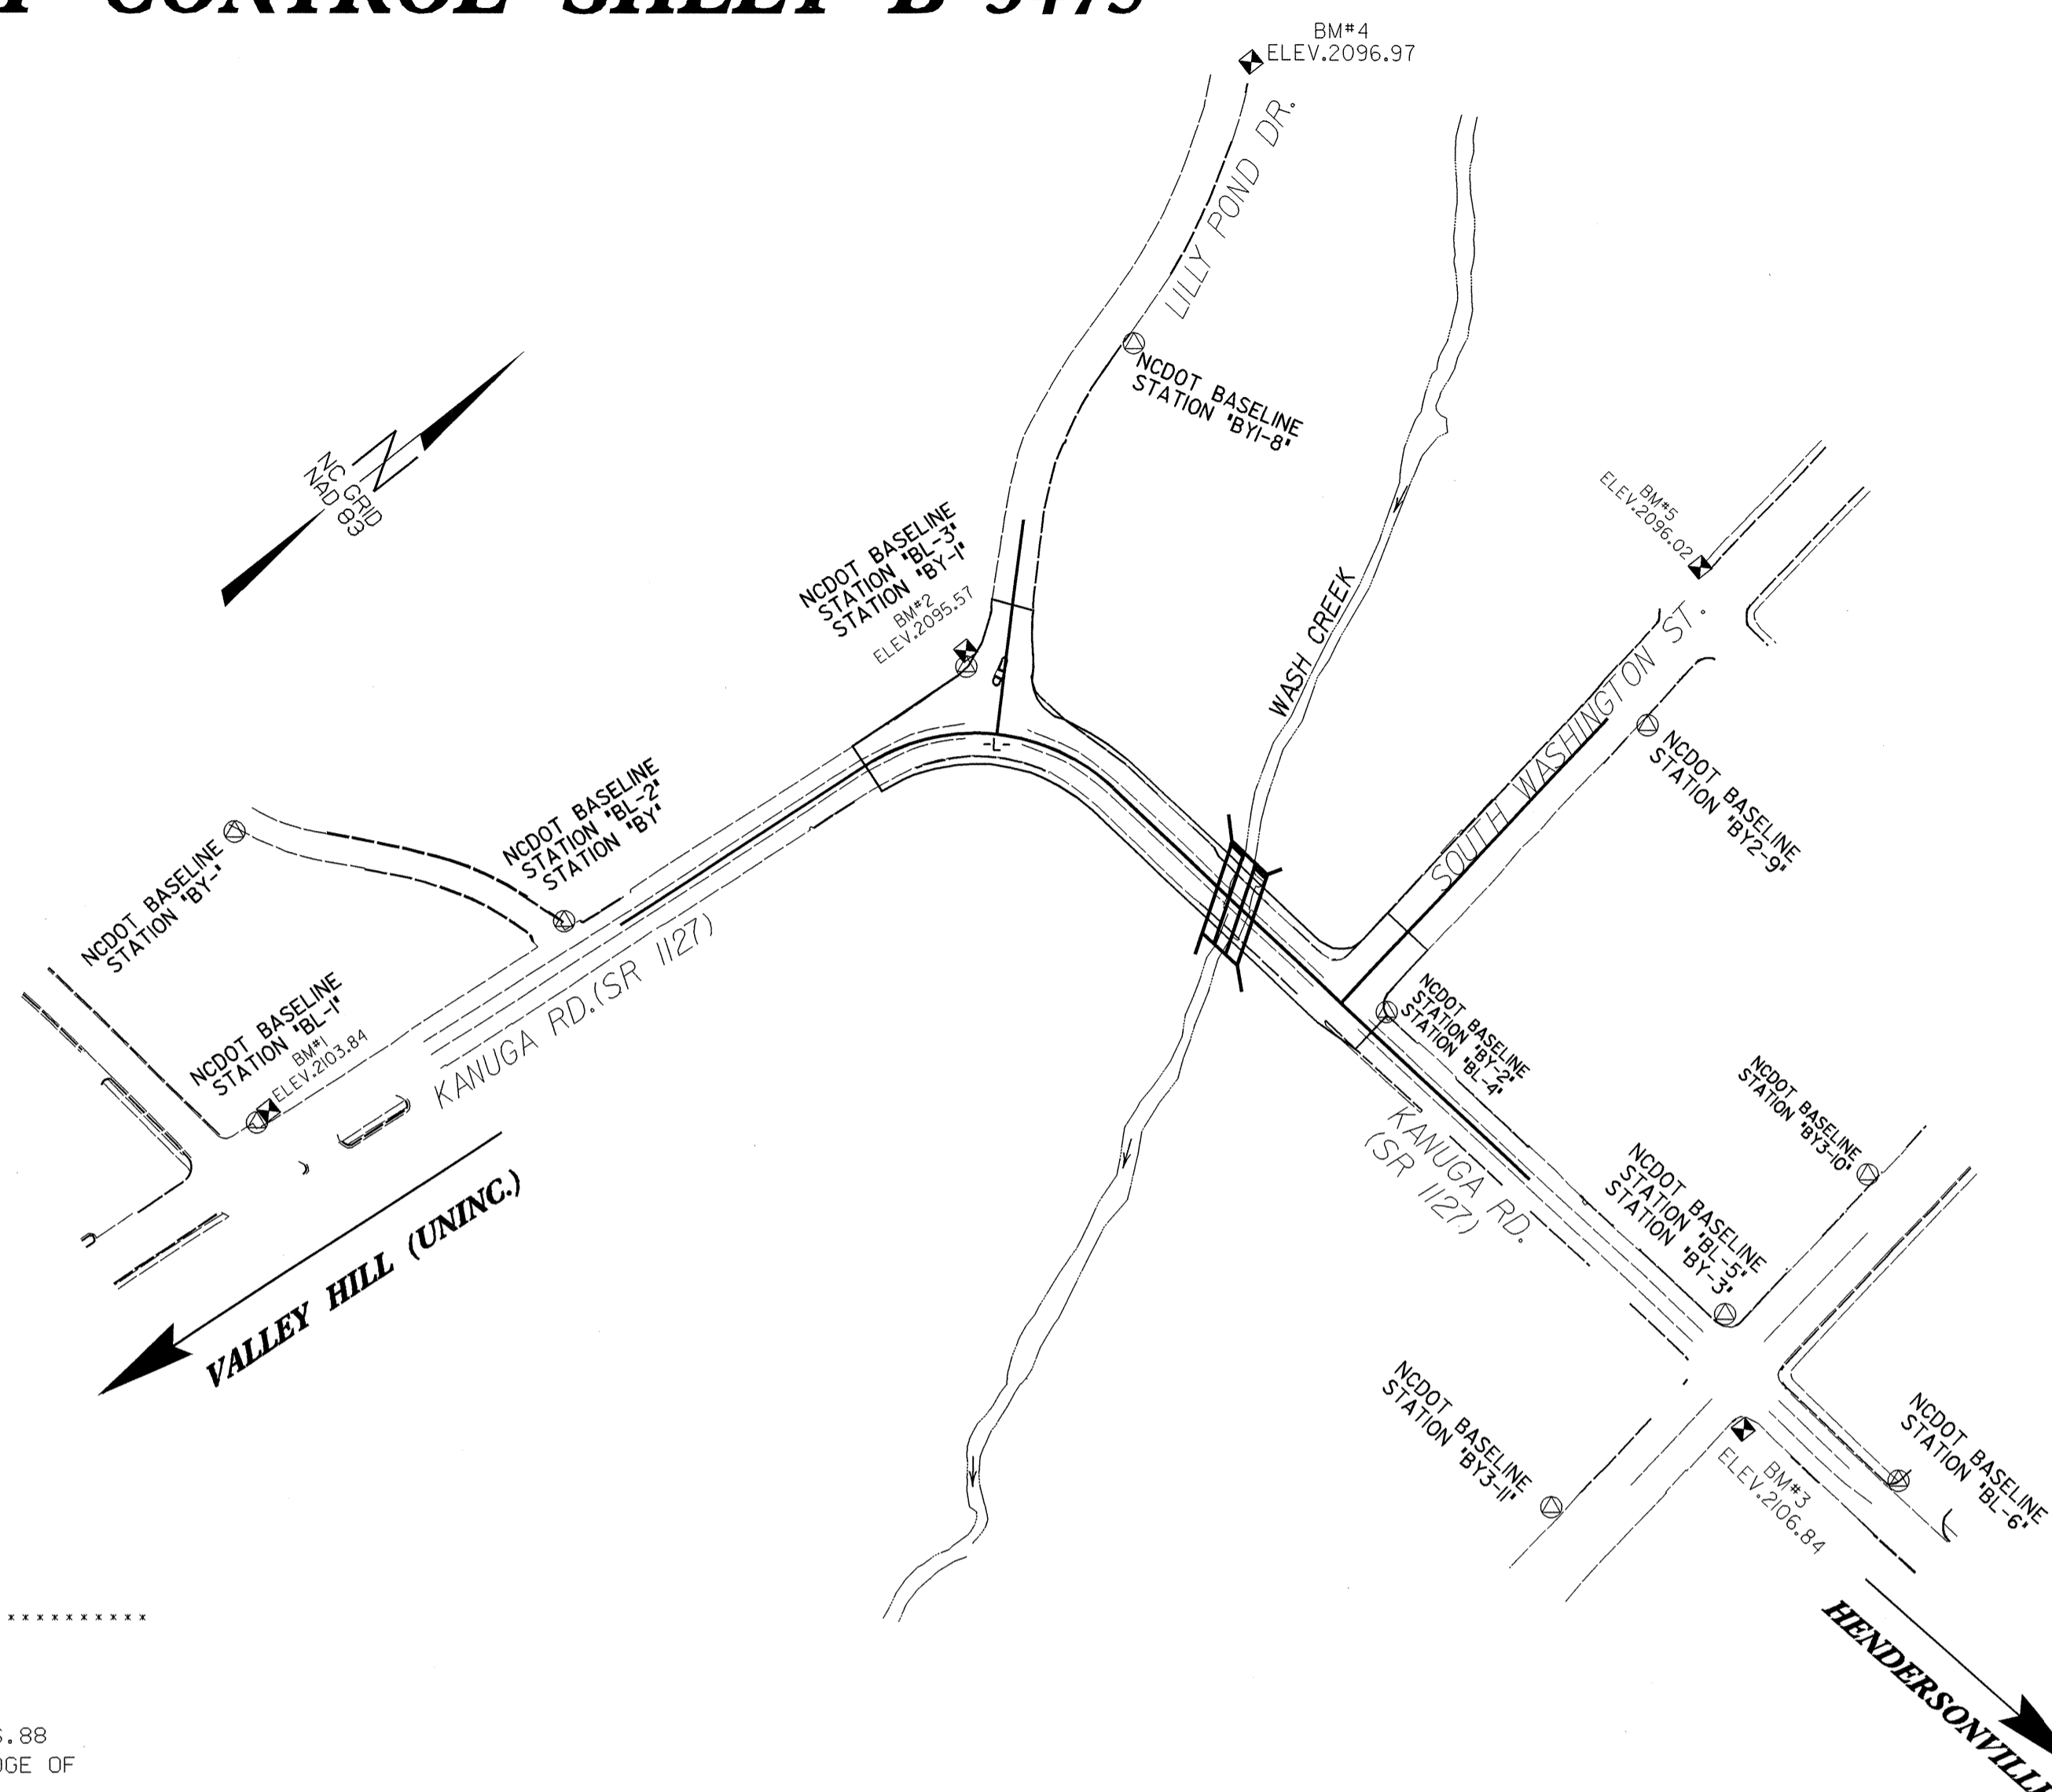 CONTROL SHEET B-5475
BM#4
ELEV.2096.97
LILLY POND DR.
NCDOT BASELINE
STATION "BY1-8"
NC GRID
NAD 83
BM#5
ELEV.2096.02
NCDOT BASELINE
STATION "BL-3"
STATION "BY-1"
BM#2
ELEV.2095.57
WASH CREEK
SOUTH WASHINGTON ST.
-L-
NCDOT BASELINE
STATION "BY2-9"
NCDOT BASELINE
STATION "BL-2"
STATION "BY"
NCDOT BASELINE
STATION "BY-"
KANUGA RD.(SR 1127)
NCDOT BASELINE
STATION "BL-1"
BM#1
ELEV.2103.84
NCDOT BASELINE
STATION "BY-2"
STATION "BL-4"
NCDOT BASELINE
STATION "BY3-10"
KANUGA RD.
(SR 1127)
NCDOT BASELINE
STATION "BL-5"
STATION "BY-3"
VALLEY HILL (UNINC.)
NCDOT BASELINE
STATION "BY3-11"
NCDOT BASELINE
STATION "BL-6"
BM#3
ELEV.2106.84
**********
HENDERSONVILL
.88
OF